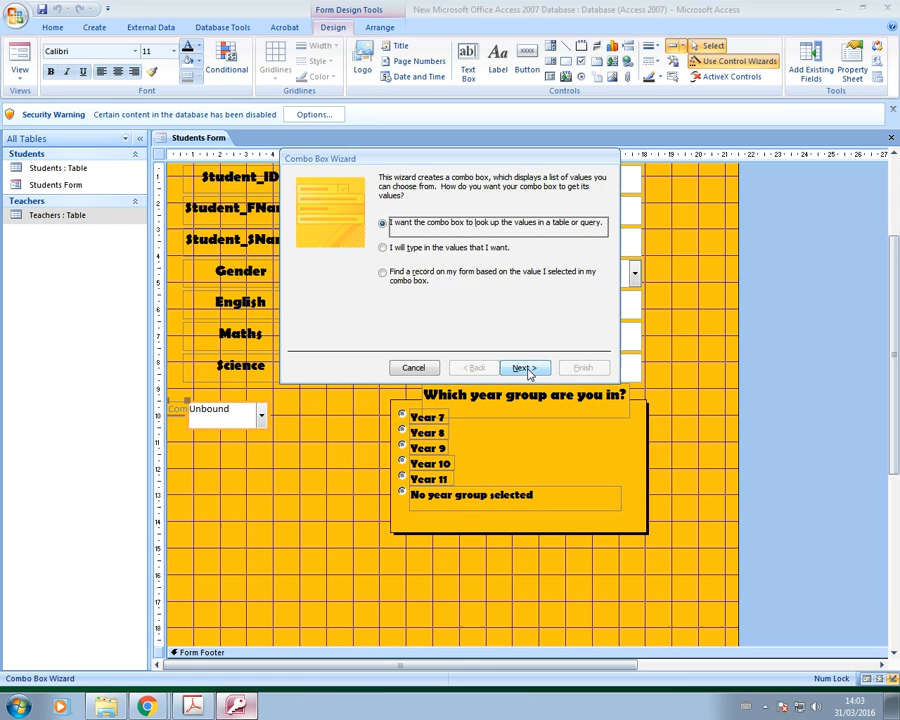 Form Design Tools
New Microsoft Office Access 2007 Database : Database (Access 2007) - Microsoft Access
Home Create External Data Database Tools Acrobat Design Arrange
View
Calibri 11
B I U
Font
Conditional
Gridlines
Width
Style
Color
Gridlines
Logo
Title
Page Numbers
Date and Time
ab|
Text Box
Aa
Label
xxxx
Button
Controls
Select
Use Control Wizards
ActiveX Controls
Add Existing Fields
Property Sheet
Tools
Security Warning Certain content in the database has been disabled Options...
All Tables
Students
Students : Table
Students Form
Teachers
Teachers : Table
Students Form
Student_ID
Student_FNa
Student_SNa
Gender
English
Maths
Science
Com Unbound
Combo Box Wizard
This wizard creates a combo box, which displays a list of values you
can choose from. How do you want your combo box to get its
values?
I want the combo box to look up the values in a table or query.
I will type in the values that I want.
Find a record on my form based on the value I selected in my
combo box.
Cancel < Back Next > Finish
Which year group are you in?
Year 7
Year 8
Year 9
Year 10
Year 11
No year group selected
Form Footer
Combo Box Wizard Num Lock
14:03
31/03/2016